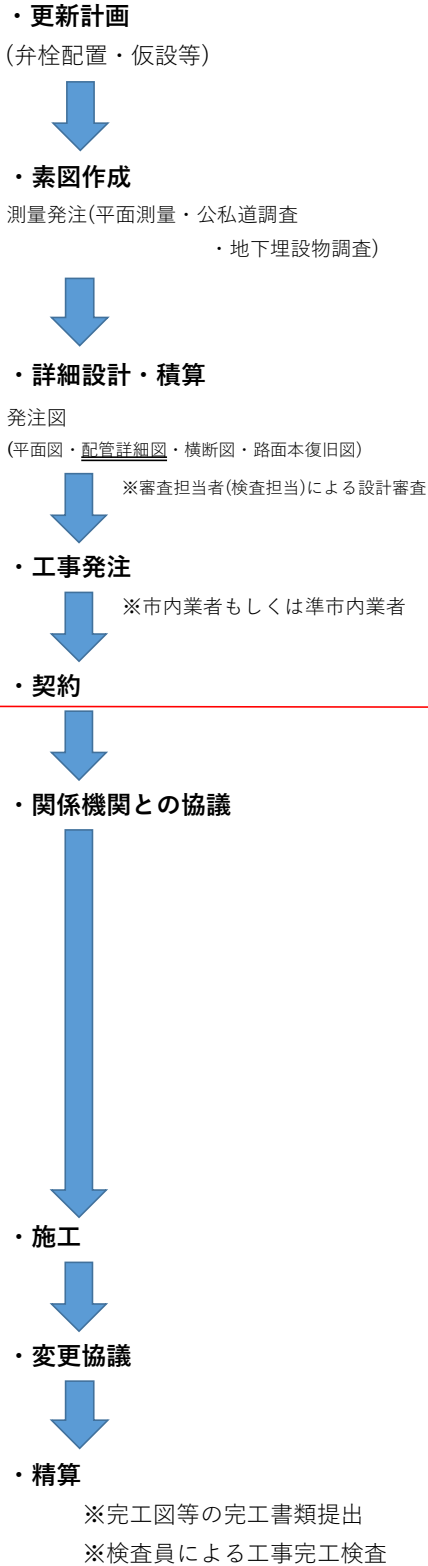 ・更新計画
(弁栓配置・仮設等)
・素図作成
測量発注(平面測量・公私道調査
・地下埋設物調査)
・詳細設計・積算
発注図
(平面図・配管詳細図・横断図・路面本復旧図)
※審査担当者(検査担当)による設計審査
・工事発注
※市内業者もしくは準市内業者
・契約
・関係機関との協議
・施工
・変更協議
・精算
※完工図等の完工書類提出
※検査員による工事完工検査